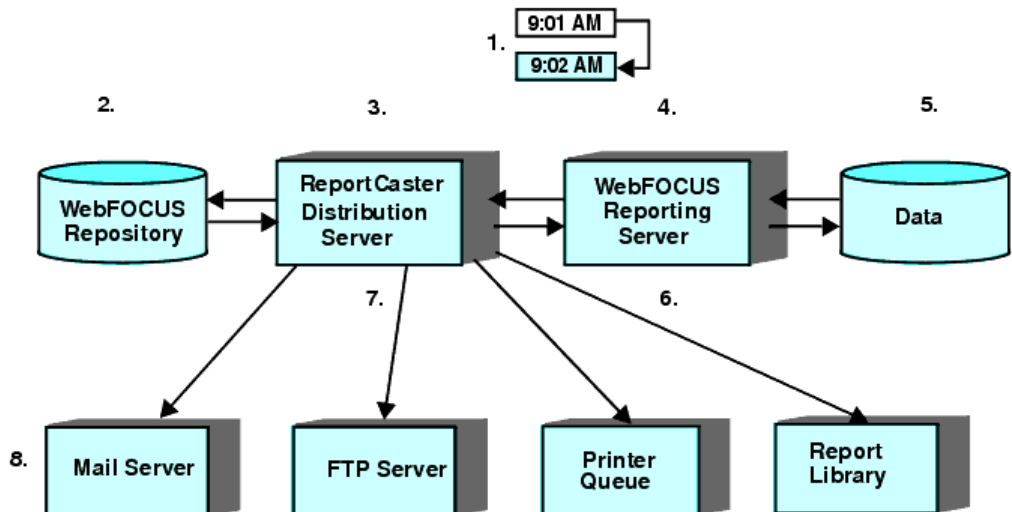 9:01 AM
1.
9:02 AM
2.
3.
4.
5.
WebFOCUS
Repository
ReportCaster
Distribution
Server
WebFOCUS
Reporting
Server
Data
7.
6.
8.
Mail Server
FTP Server
Printer
Queue
Report
Library